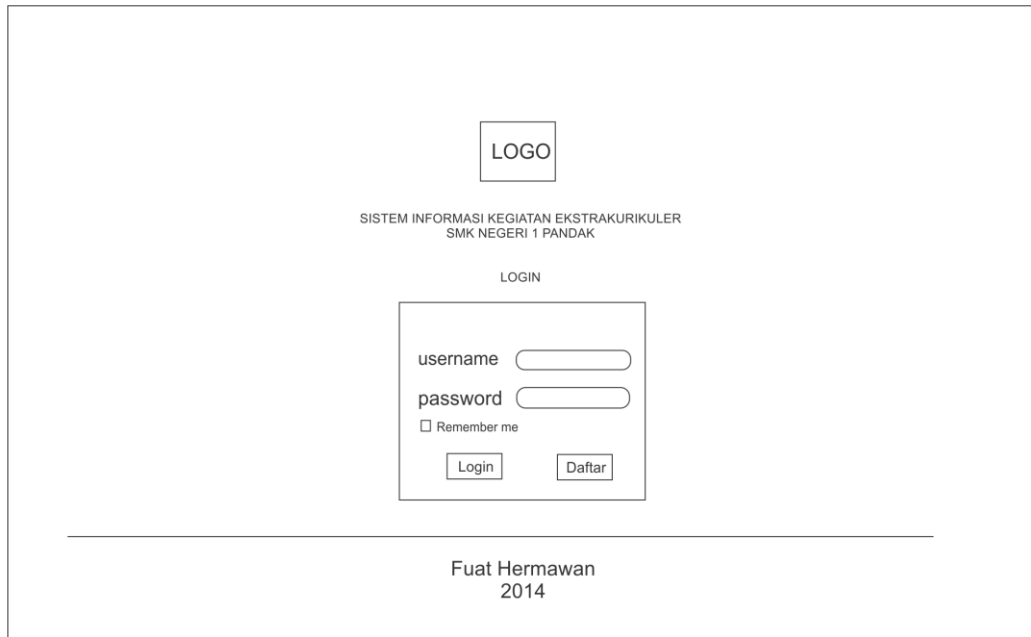 LOGO
SISTEM INFORMASI KEGIATAN EKSTRAKURIKULER
SMK NEGERI 1 PANDAK
LOGIN
username
password
Remember me
Login Daftar
Fuat Hermawan
2014